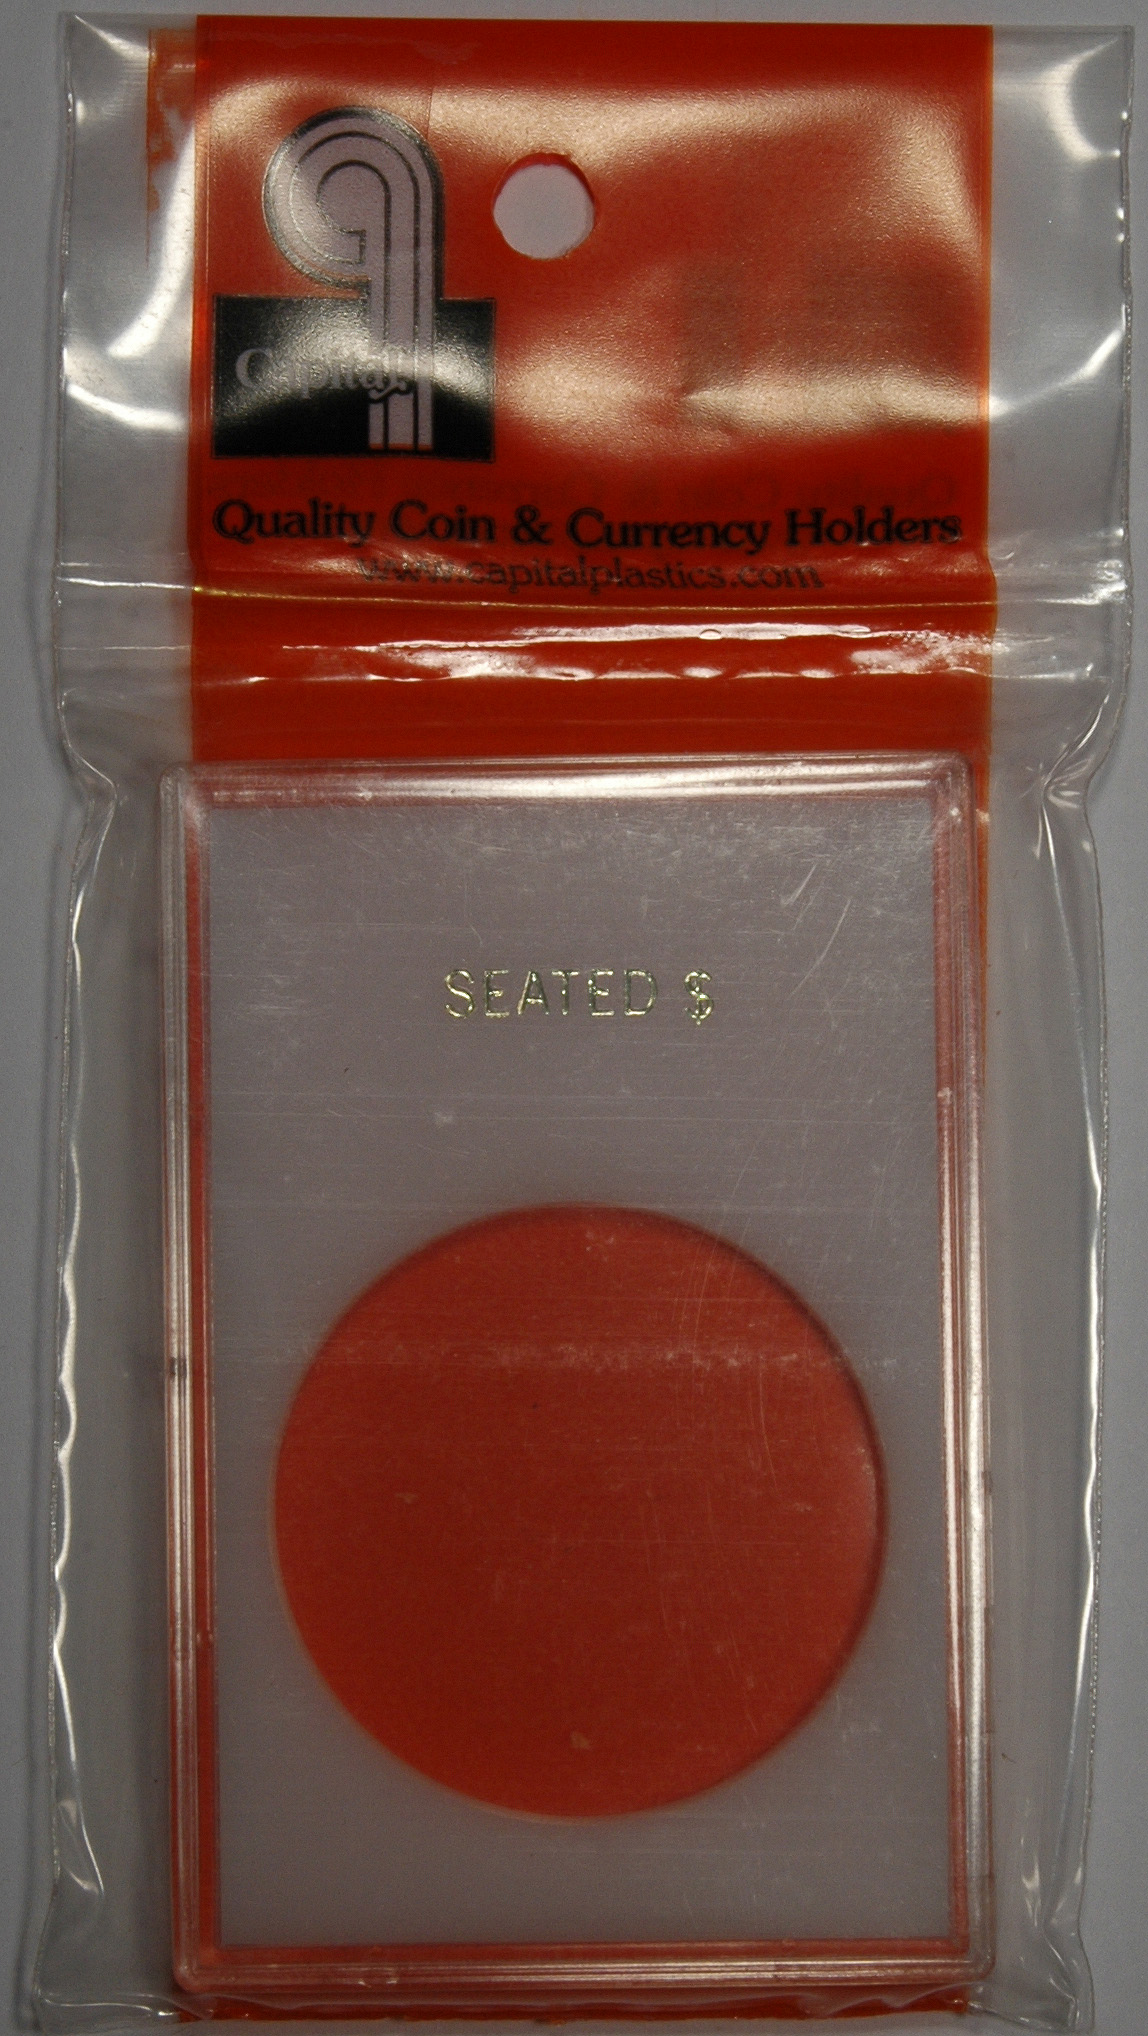 Capital
Quality Coin & Currency Holders
www.capitalplastics.com
SEATED $